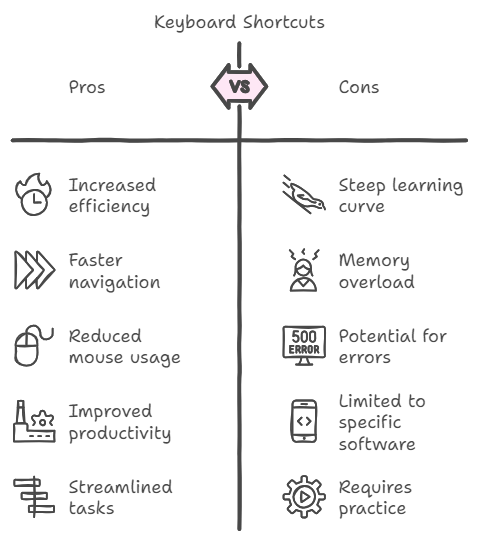 Keyboard Shortcuts
Pros
VS
Cons
Increased
efficiency
Faster
navigation
Reduced
mouse usage
Improved
productivity
Streamlined
tasks
Steep learning
curve
Memory
overload
500
ERROR
Potential for
errors
Limited to
specific
software
Requires
practice